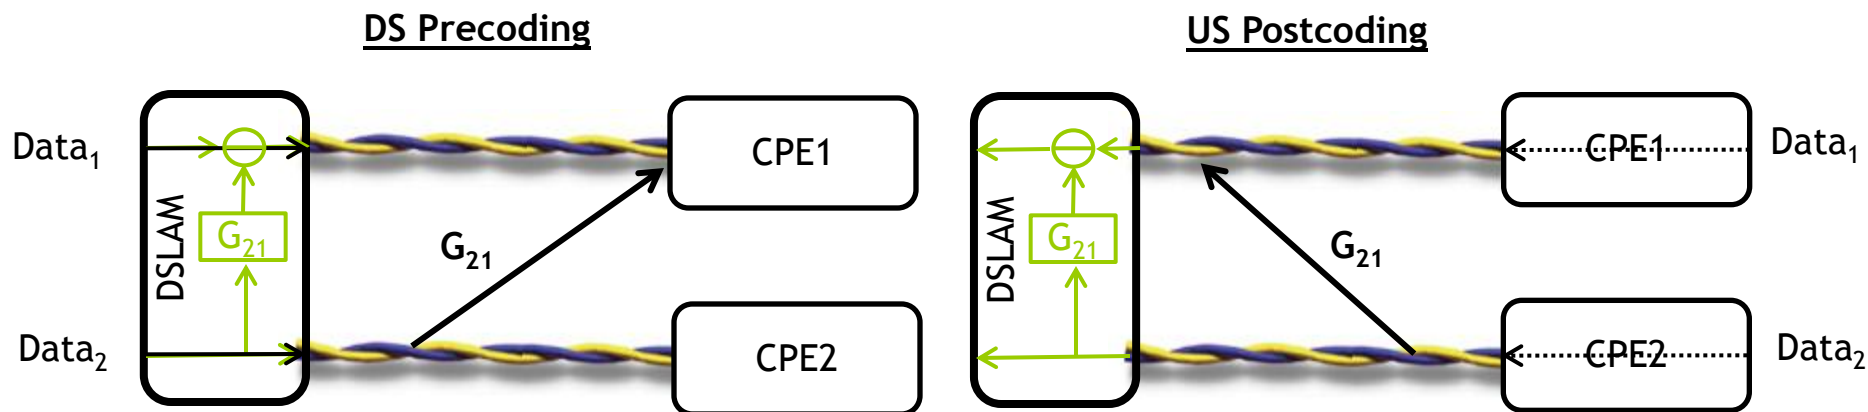 DS Precoding
Data₁
DSLAM
G₂₁
G₂₁
CPE1
Data₂
CPE2
US Postcoding
DSLAM
G₂₁
G₂₁
CPE1
Data₁
CPE2
Data₂